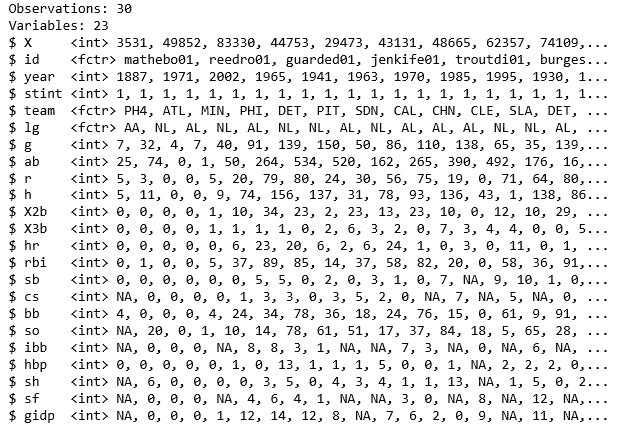 Observations: 30
Variables: 23
$ X <int> 3531, 49852, 83330, 44753, 29473, 43131, 48665, 62357, 74109,...
$ id <fctr> mathebo01, reedro01, guarded01, jenkife01, troutdi01, burges...
$ year <int> 1887, 1971, 2002, 1965, 1941, 1963, 1970, 1985, 1995, 1930, 1...
$ stint <int> 1, 1, 1, 1, 1, 1, 1, 1, 1, 1, 1, 1, 1, 1, 1, 1, 1, 1, 1, 1, 1...
$ team <fctr> PH4, ATL, MIN, PHI, DET, PIT, SDN, CAL, CHN, CLE, SLA, DET, ...
$ lg <fctr> AA, NL, AL, NL, AL, NL, NL, AL, NL, AL, AL, AL, NL, NL, AL, ...
$ g <int> 7, 32, 4, 7, 40, 91, 139, 150, 50, 86, 110, 138, 65, 35, 139,...
$ ab <int> 25, 74, 0, 1, 50, 264, 534, 520, 162, 265, 390, 492, 176, 16...
$ r <int> 5, 3, 0, 0, 5, 20, 79, 80, 24, 30, 56, 75, 19, 0, 71, 64, 80,...
$ h <int> 5, 11, 0, 0, 9, 74, 156, 137, 31, 78, 93, 136, 43, 1, 138, 86...
$ X2b <int> 0, 0, 0, 0, 1, 10, 34, 23, 2, 23, 13, 23, 10, 0, 12, 10, 29, ...
$ X3b <int> 0, 0, 0, 0, 1, 1, 1, 1, 0, 2, 6, 3, 2, 0, 7, 3, 4, 4, 0, 0, 5...
$ hr <int> 0, 0, 0, 0, 0, 6, 23, 20, 6, 2, 6, 24, 1, 0, 3, 0, 11, 0, 1, ...
$ rbi <int> 0, 1, 0, 0, 5, 37, 89, 85, 14, 37, 58, 82, 20, 0, 58, 36, 91,...
$ sb <int> 0, 0, 0, 0, 0, 0, 5, 5, 0, 2, 0, 3, 1, 0, 7, NA, 9, 10, 1, 0,...
$ cs <int> NA, 0, 0, 0, 0, 1, 3, 3, 0, 3, 5, 2, 0, NA, 7, NA, 5, NA, 0, ...
$ bb <int> 4, 0, 0, 0, 4, 24, 34, 78, 36, 18, 24, 76, 15, 0, 61, 9, 91, ...
$ so <int> NA, 20, 0, 1, 10, 14, 78, 61, 51, 17, 37, 84, 18, 5, 65, 28, ...
$ ibb <int> NA, 0, 0, 0, NA, 8, 8, 3, 1, NA, NA, 7, 3, NA, 0, NA, 6, NA, ...
$ hbp <int> 0, 0, 0, 0, 0, 1, 0, 13, 1, 1, 1, 5, 0, 0, 1, NA, 2, 2, 2, 0,...
$ sh <int> NA, 6, 0, 0, 0, 0, 3, 5, 0, 4, 3, 4, 1, 1, 13, NA, 1, 5, 0, 2...
$ sf <int> NA, 0, 0, 0, NA, 4, 6, 4, 1, NA, NA, 3, 0, NA, 8, NA, 12, NA,...
$ gidp <int> NA, 0, 0, 0, 1, 12, 14, 12, 8, NA, 7, 6, 2, 0, 9, NA, 11, NA,...